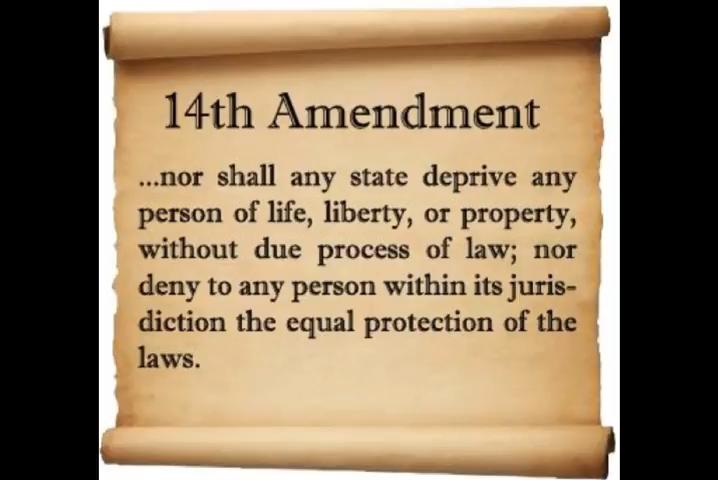 14th Amendment
...nor shall any state deprive any
person of life, liberty, or property,
without due process of law; nor
deny to any person within its juris-
diction the equal protection of the
laws.